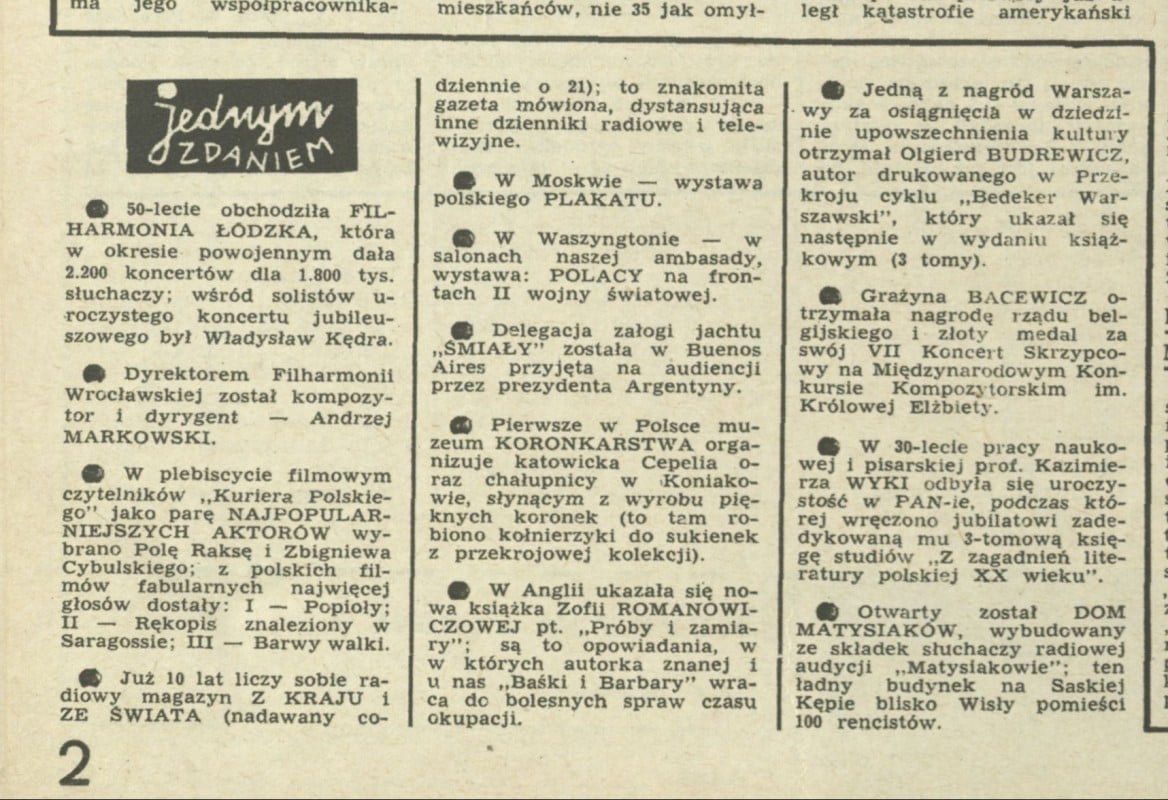 ma jego współpracownika-
mieszkańców, nie 35 jak omył-
legł katastrofie amerykański
jednym
ZDANIEM
● 50-lecie obchodziła FIL-
HARMONIA ŁÓDZKA, która
w okresie powojennym dała
2.200 koncertów dla 1.800 tys.
słuchaczy; wśród solistów u-
roczystego koncertu jubileu-
szowego był Władysław Kędra.
● Dyrektorem Filharmonii
Wrocławskiej został kompozy-
tor i dyrygent — Andrzej
MARKOWSKI.
● W plebiscycie filmowym
czytelników „Kuriera Polskie-
go” jako parę NAJPOPULAR-
NIEJSZYCH AKTORÓW wy-
brano Polę Raksę i Zbigniewa
Cybulskiego; z polskich fil-
mów fabularnych najwięcej
głosów dostały: I — Popioły;
II — Rękopis znaleziony w
Saragossie; III — Barwy walki.
● Już 10 lat liczy sobie ra-
diowy magazyn Z KRAJU i
ZE ŚWIATA (nadawany co-
dziennie o 21); to znakomita
gazeta mówiona, dystansująca
inne dzienniki radiowe i tele-
wizyjne.
● W Moskwie — wystawa
polskiego PLAKATU.
● W Waszyngtonie — w
salonach naszej ambasady,
wystawa: POLACY na fron-
tach II wojny światowej.
● Delegacja załogi jachtu
„ŚMIAŁY” została w Buenos
Aires przyjęta na audiencji
przez prezydenta Argentyny.
● Pierwsze w Polsce mu-
zeum KORONKARSTWA orga-
nizuje katowicka Cepelia o-
raz chałupnicy w Koniako-
wie, słynącym z wyrobu pię-
knych koronek (to tam ro-
biono kołnierzyki do sukienek
z przekrojowej kolekcji).
● W Anglii ukazała się no-
wa książka Zofii ROMANOWI-
CZOWEJ pt. „Próby i zamia-
ry”; są to opowiadania, w
w których autorka znanej i
u nas „Baśki i Barbary” wra-
ca do bolesnych spraw czasu
okupacji.
● Jedną z nagród Warsza-
wy za osiągnięcia w dziedzi-
nie upowszechnienia kultury
otrzymał Olgierd BUDREWICZ,
autor drukowanego w Prze-
kroju cyklu „Bedeker War-
szawski”, który ukazał się
następnie w wydaniu książ-
kowym (3 tomy).
● Grażyna BACEWICZ o-
trzymała nagrodę rządu bel-
gijskiego i złoty medal za
swój VII Koncert Skrzypco-
wy na Międzynarodowym Kon-
kursie Kompozytorskim im.
Królowej Elżbiety.
● W 30-lecie pracy nauko-
wej i pisarskiej prof. Kazimie-
rza WYKI odbyła się uroczy-
stość w PAN-ie, podczas któ-
rej wręczono jubilatowi zade-
dykowaną mu 3-tomową księ-
gę studiów „Z zagadnień lite-
ratury polskiej XX wieku”.
● Otwarty został DOM
MATYSIAKÓW, wybudowany
ze składek słuchaczy radiowej
audycji „Matysiakowie”; ten
ładny budynek na Saskiej
Kępie blisko Wisły pomieści
100 rencistów.
2